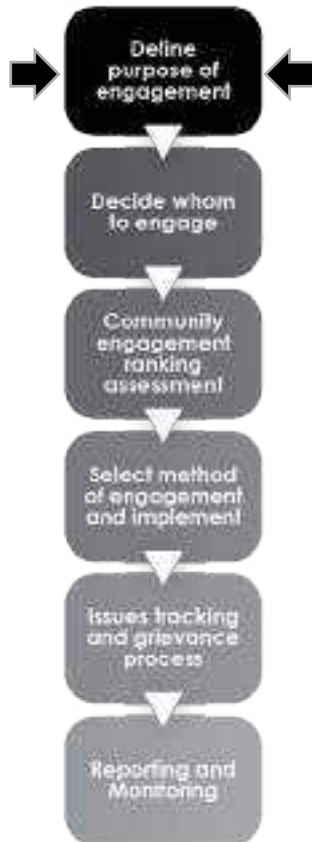 Define
purpose of
engagement
Decide whom
to engage
Community
engagement
ranking
assessment
Select method
of engagement
and implement
Issues tracking
and grievance
process
Reporting and
Monitoring